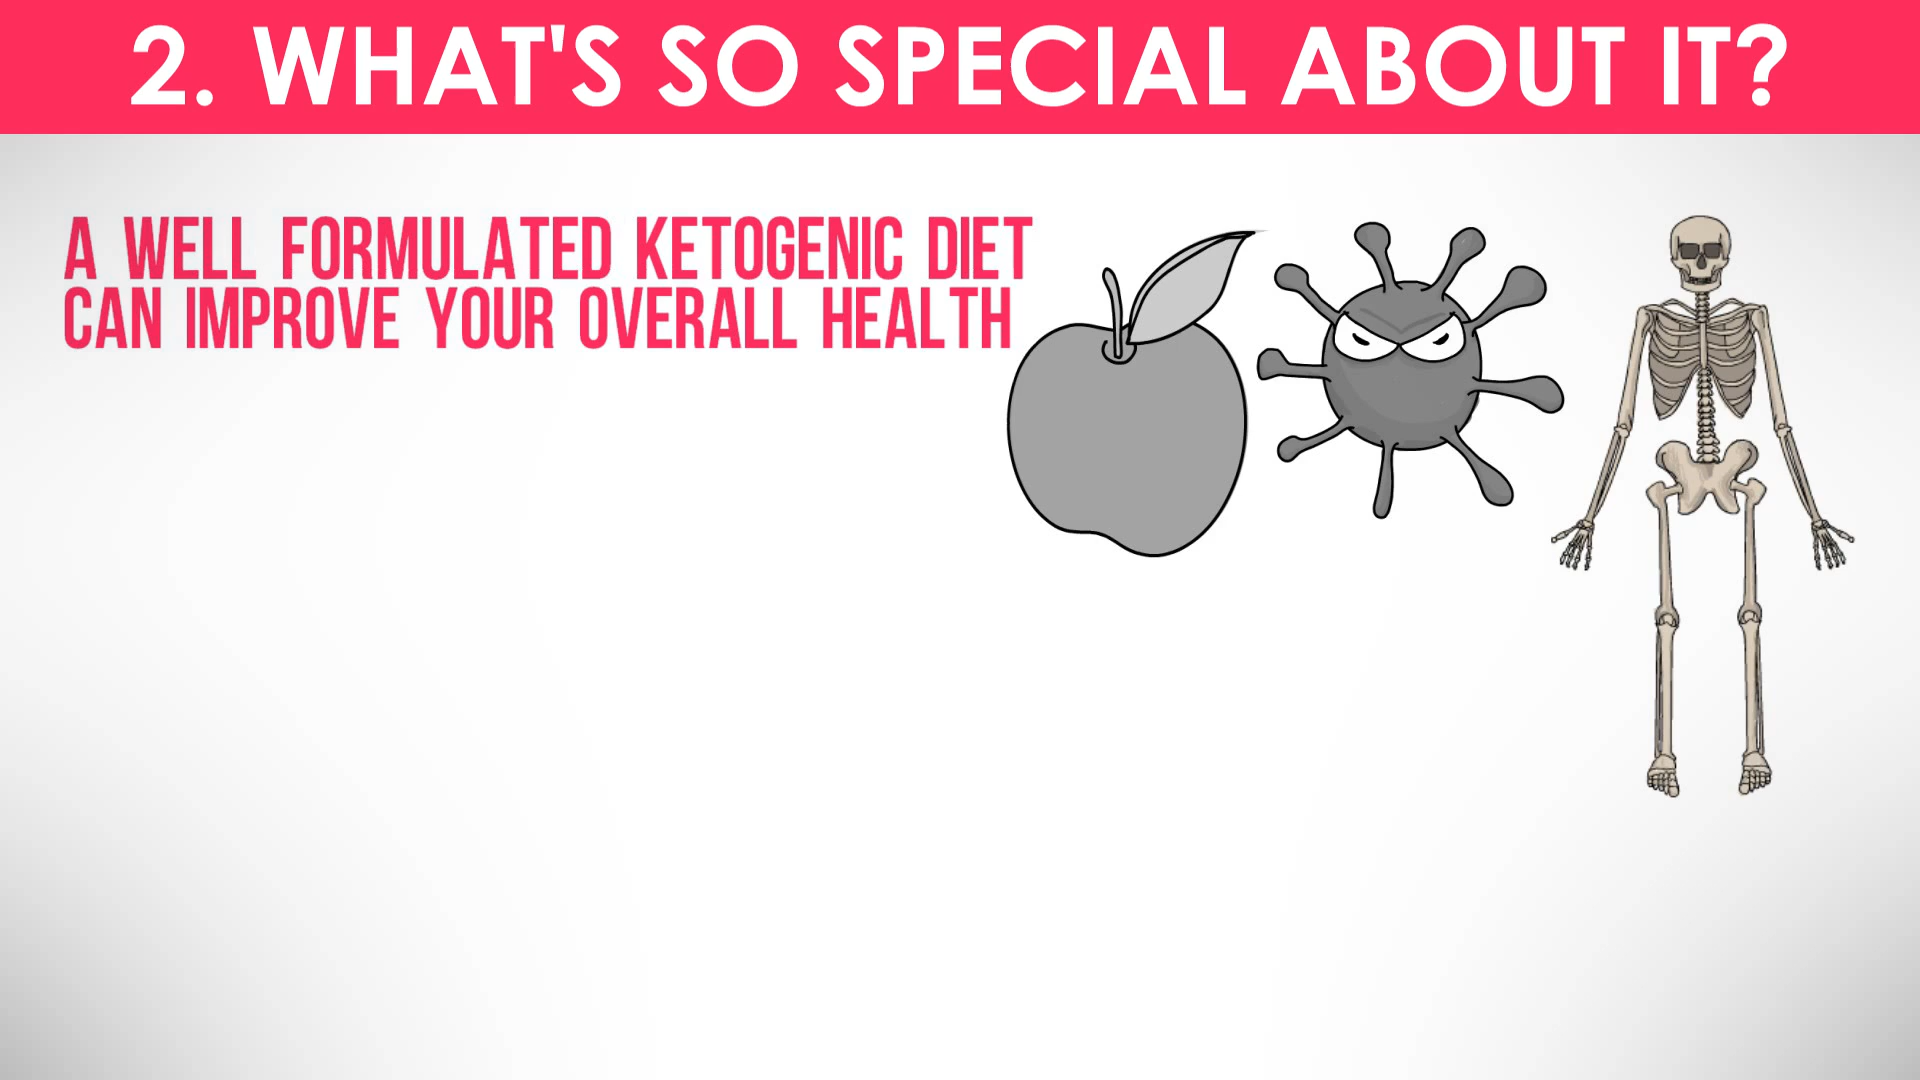 2. WHAT'S SO SPECIAL ABOUT IT?
A WELL FORMULATED KETOGENIC DIET
CAN IMPROVE YOUR OVERALL HEALTH